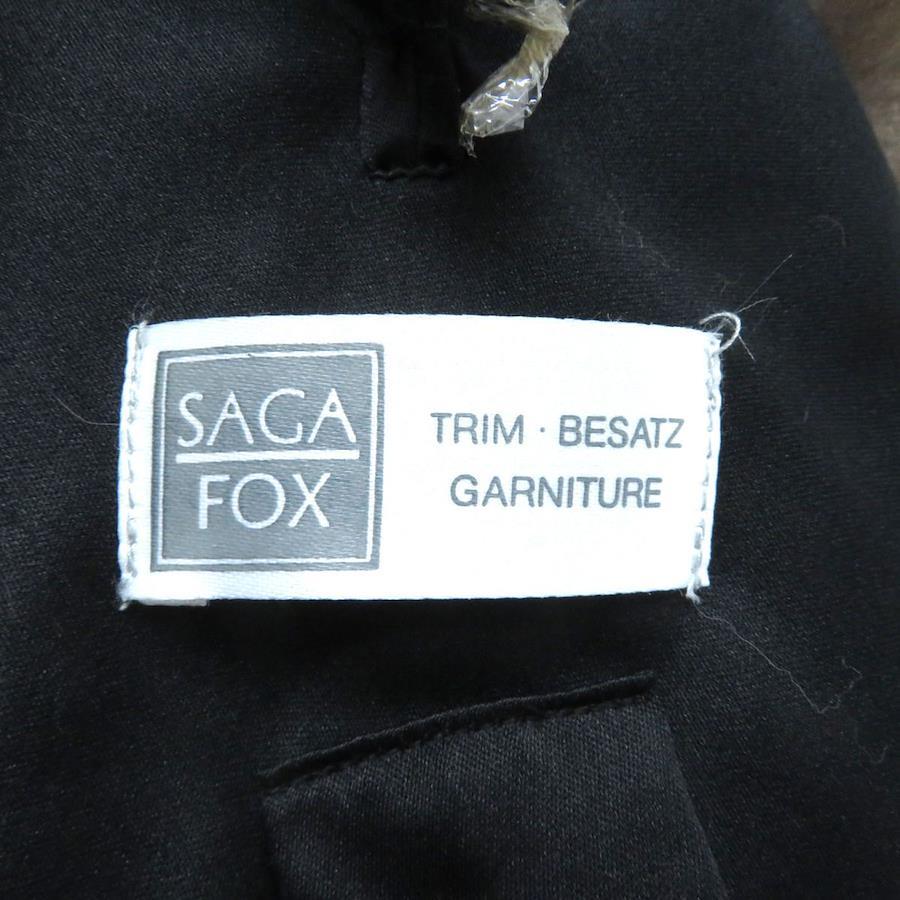 SAGA
FOX
TRIM · BESATZ
GARNITURE